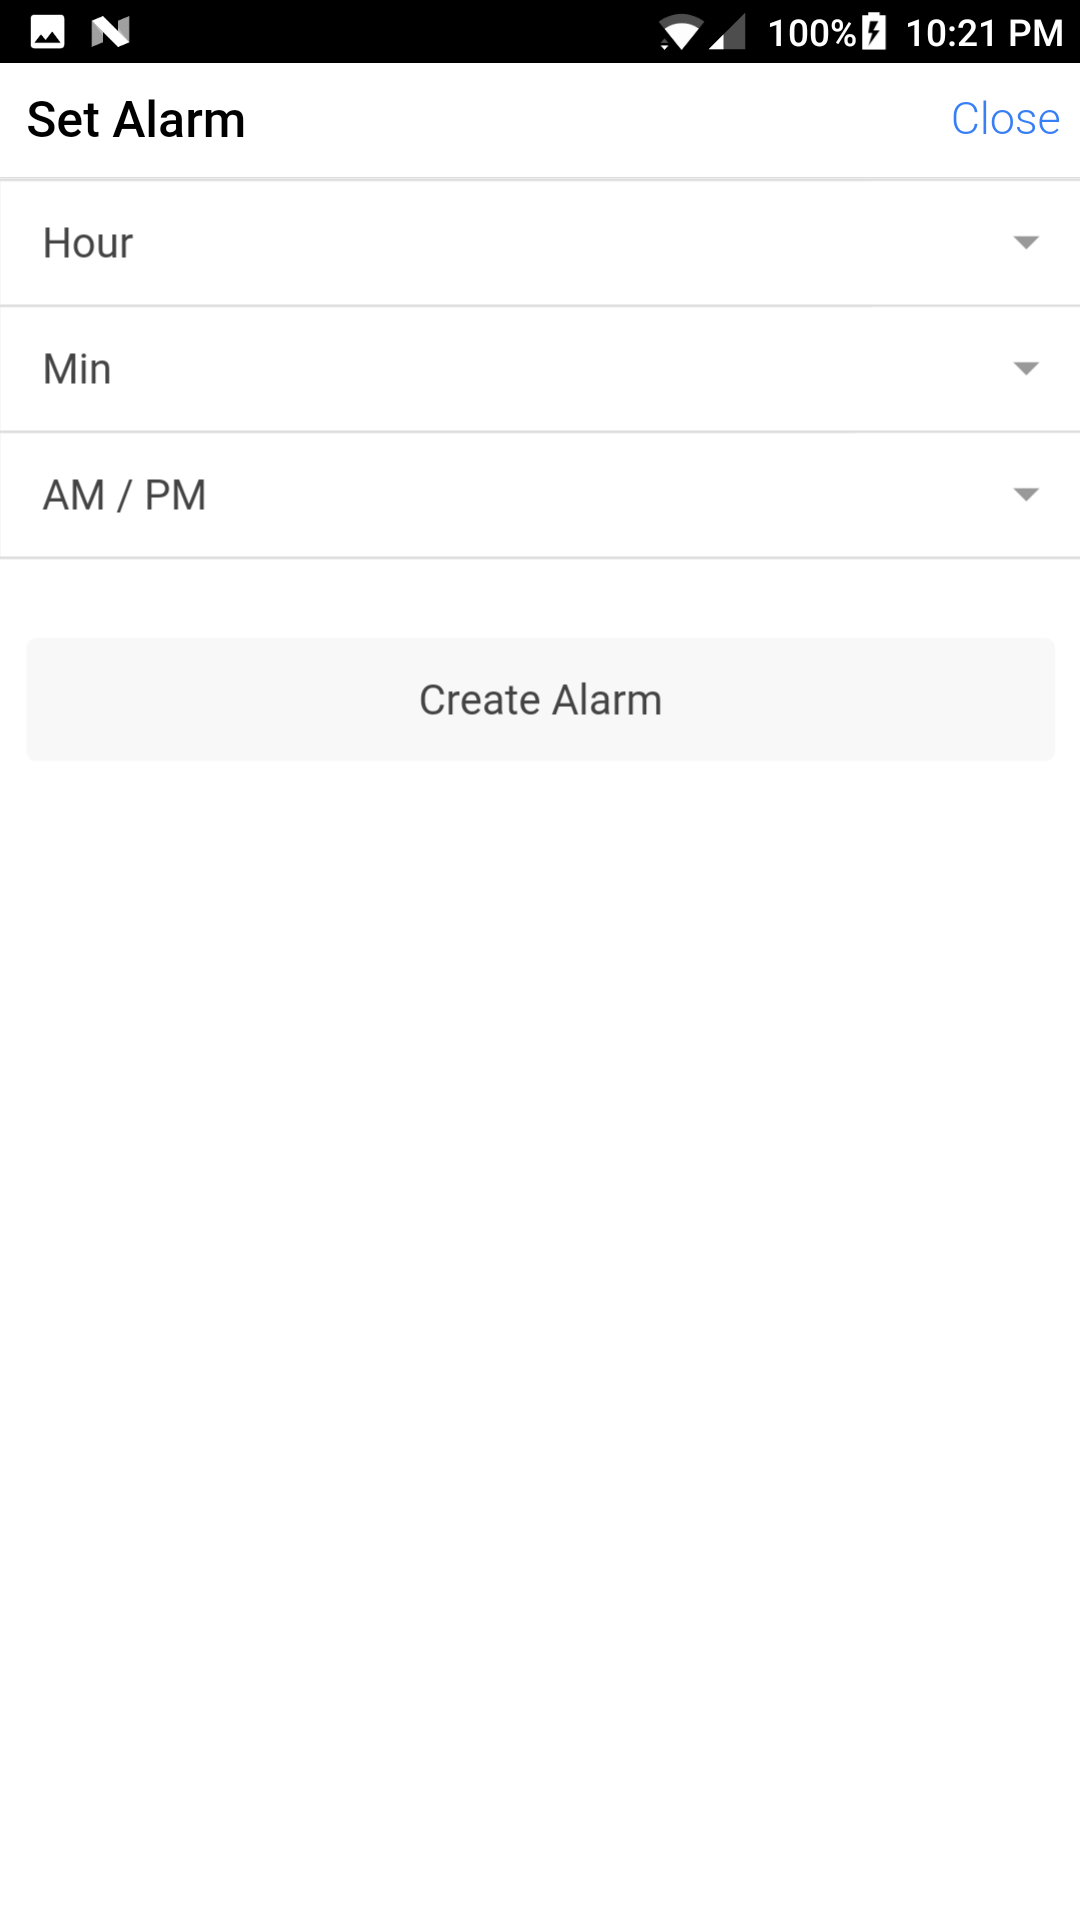 100% 10:21 PM
Set Alarm Close
Hour
Min
AM / PM
Create Alarm